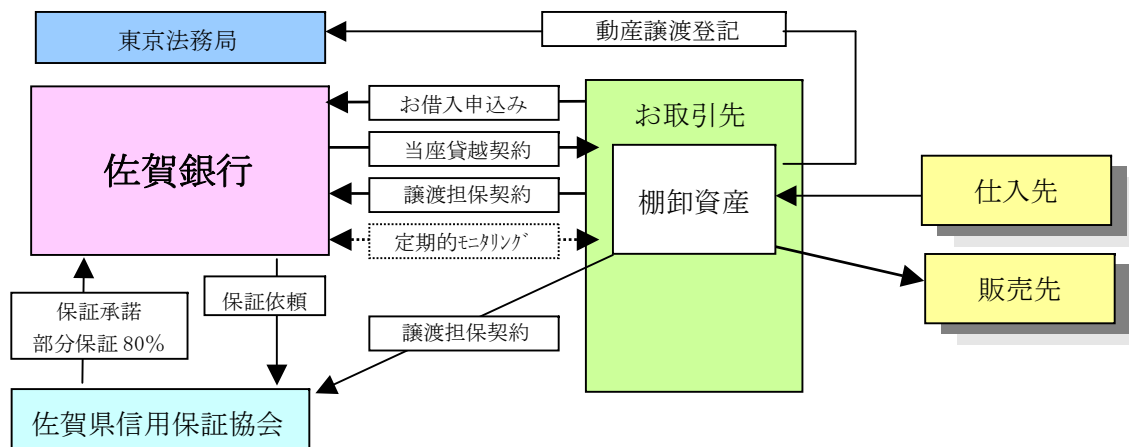 東京法務局
動産譲渡登記
佐賀銀行
お借入申込み
お取引先
当座貸越契約
譲渡担保契約
棚卸資産
仕入先
定期的ﾓﾆﾀﾘﾝｸﾞ
販売先
保証承諾
部分保証 80%
保証依頼
譲渡担保契約
佐賀県信用保証協会